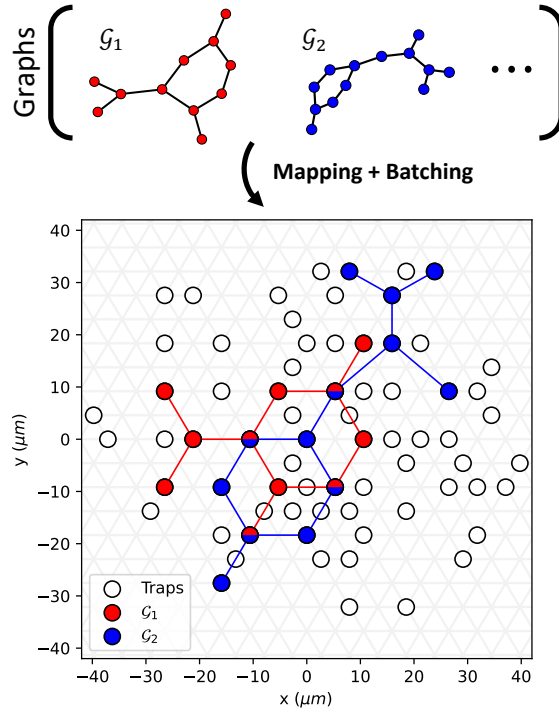 Graphs
𝒢₁
𝒢₂
...
Mapping + Batching
40
30
20
10
0
−10
−20
−30
−40
y (μm)
Traps
𝒢₁
𝒢₂
−40 −30 −20 −10 0 10 20 30 40
x (μm)